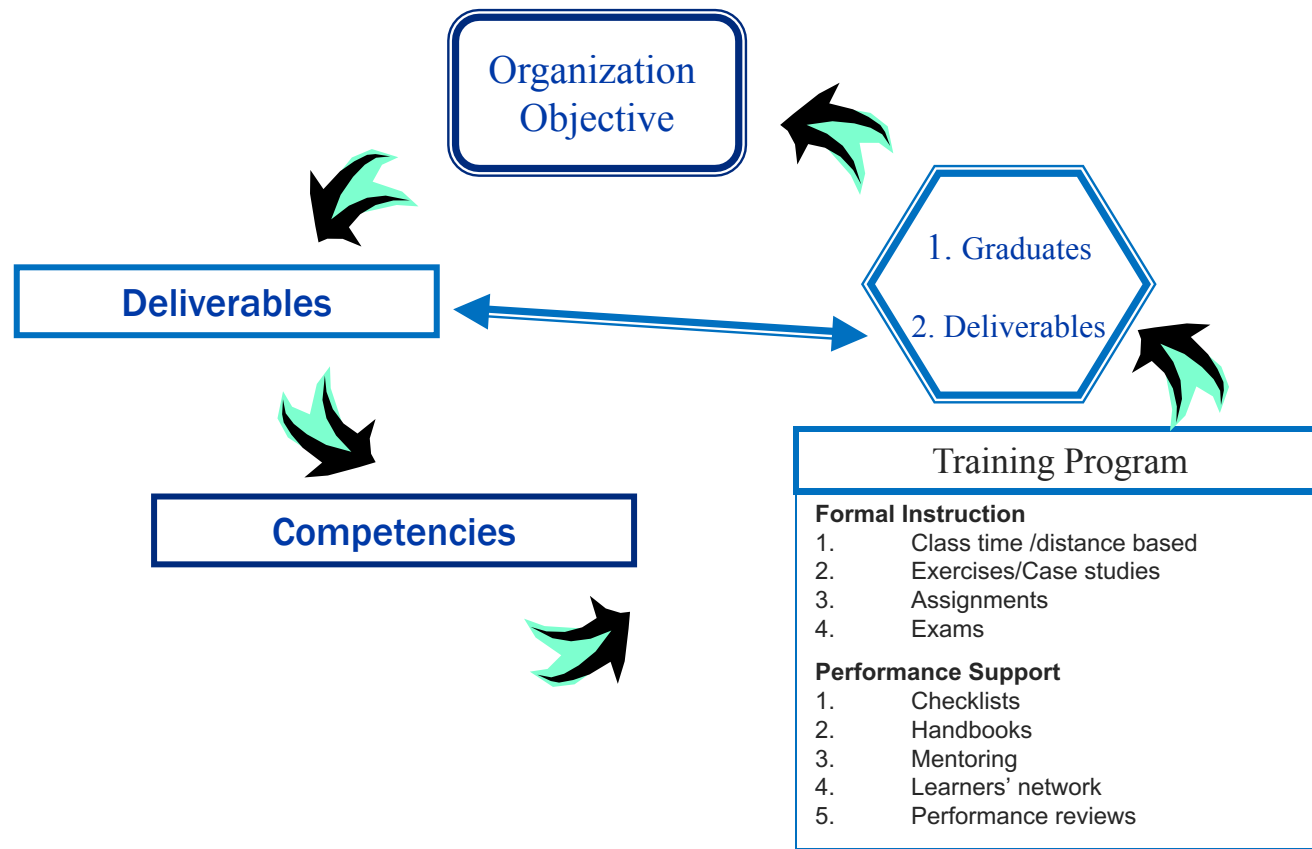 Organization
Objective
1. Graduates
2. Deliverables
Deliverables
Competencies
Training Program
Formal Instruction
1. Class time /distance based
2. Exercises/Case studies
3. Assignments
4. Exams
Performance Support
1. Checklists
2. Handbooks
3. Mentoring
4. Learners’ network
5. Performance reviews